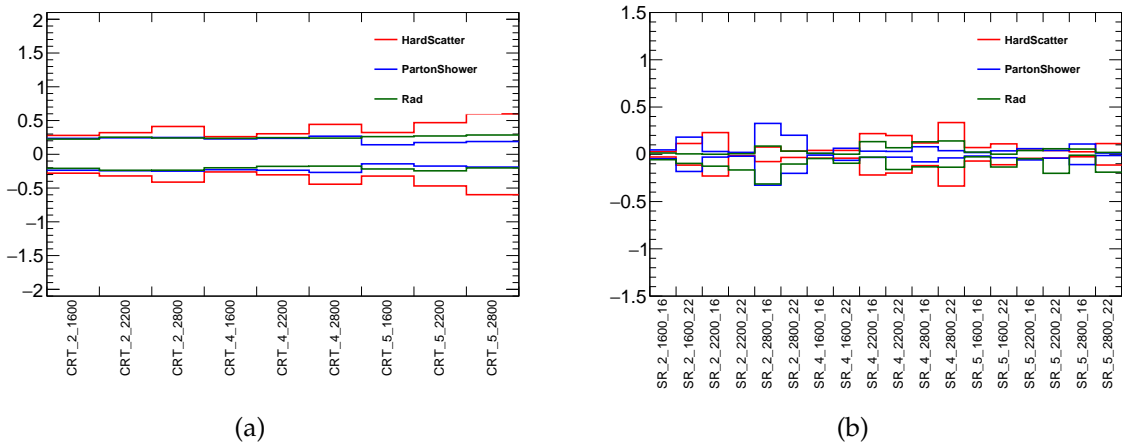 2
1.5
1
0.5
0
−0.5
−1
−1.5
−2
HardScatter
PartonShower
Rad
CRT_2_1600
CRT_2_2200
CRT_2_2800
CRT_4_1600
CRT_4_2200
CRT_4_2800
CRT_5_1600
CRT_5_2200
CRT_5_2800
(a)
1.5
1
0.5
0
−0.5
−1
−1.5
HardScatter
PartonShower
Rad
SR_2_1600_16
SR_2_1600_22
SR_2_2200_16
SR_2_2200_22
SR_2_2800_16
SR_2_2800_22
SR_4_1600_16
SR_4_1600_22
SR_4_2200_16
SR_4_2200_22
SR_4_2800_16
SR_4_2800_22
SR_5_1600_16
SR_5_1600_22
SR_5_2200_16
SR_5_2200_22
SR_5_2800_16
SR_5_2800_22
(b)